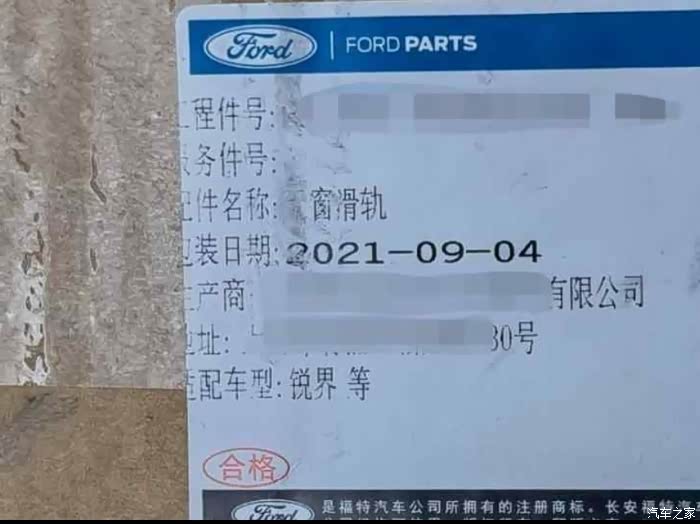 Ford FORD PARTS
程件号:
务件号:
件名称: 窗滑轨
装日期:2021-09-04
产商: 有限公司
址: 30号
配车型:锐界 等
合格
Ford 是福特汽车公司所拥有的注册商标。长安福特汽
汽车之家